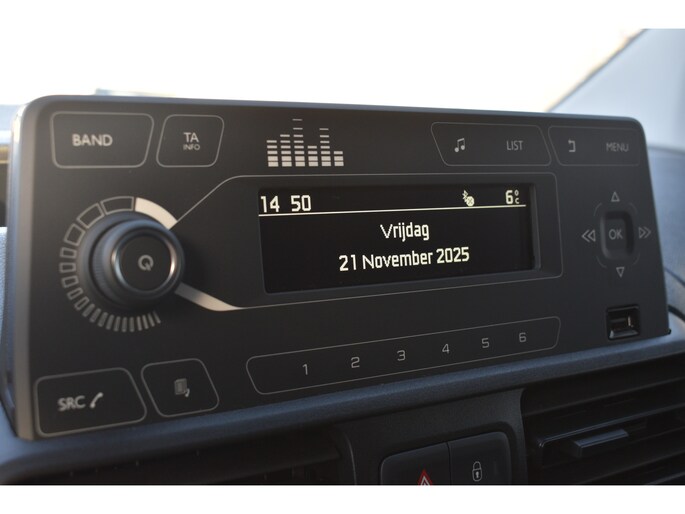 BAND
TA
INFO
LIST
MENU
14 50
6°C
Vrijdag
21 November 2025
OK
1 2 3 4 5 6
SRC